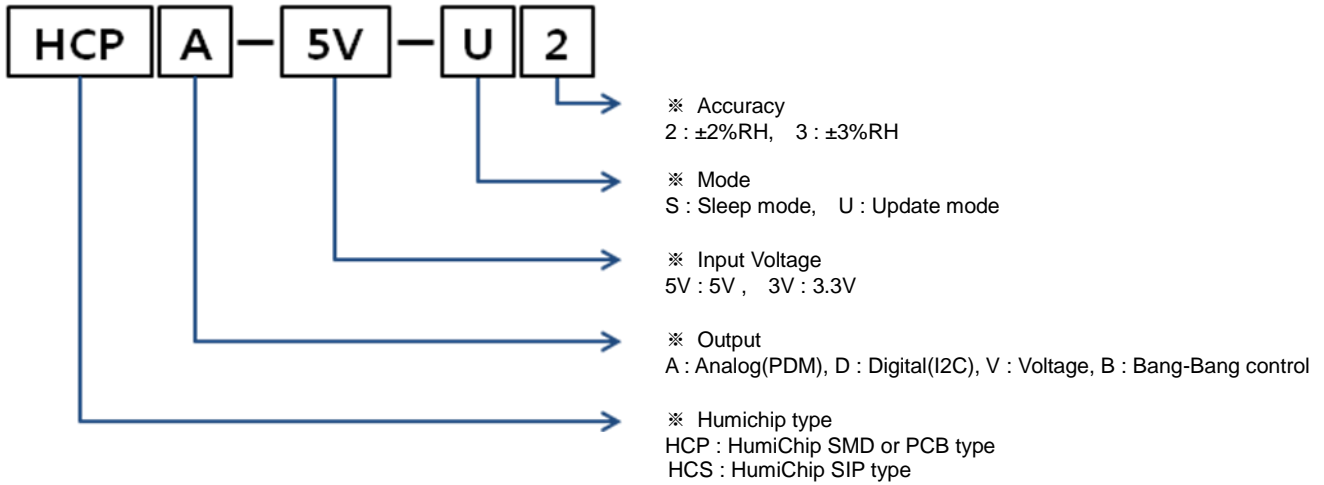 HCP A - 5V - U 2
※ Accuracy
2 : ±2%RH, 3 : ±3%RH
※ Mode
S : Sleep mode, U : Update mode
※ Input Voltage
5V : 5V , 3V : 3.3V
※ Output
A : Analog(PDM), D : Digital(I2C), V : Voltage, B : Bang-Bang control
※ Humichip type
HCP : HumiChip SMD or PCB type
HCS : HumiChip SIP type